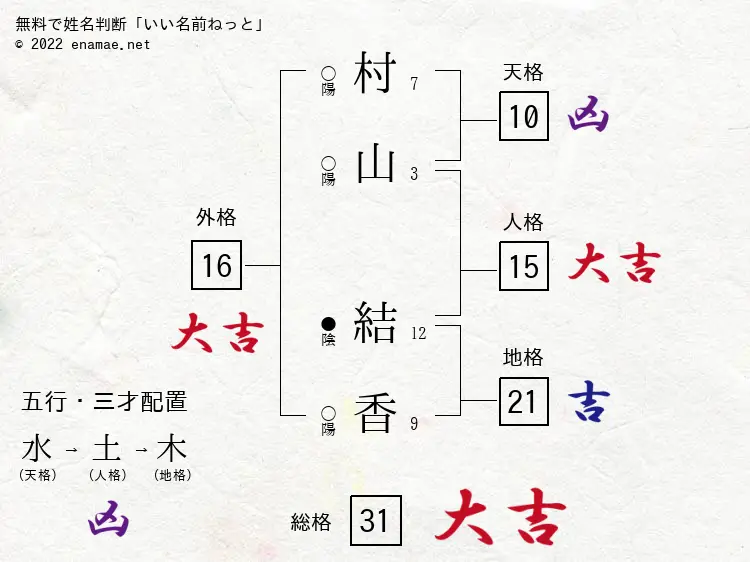 無料で姓名判断「いい名前ねっと」
© 2022 enamae.net
○
陽
村
7
○
陽
山
3
●
陰
結
12
○
陽
香
9
天格
10
凶
人格
15
大吉
地格
21
吉
外格
16
大吉
五行・三才配置
水→土→木
(天格) (人格) (地格)
凶
総格
31
大吉